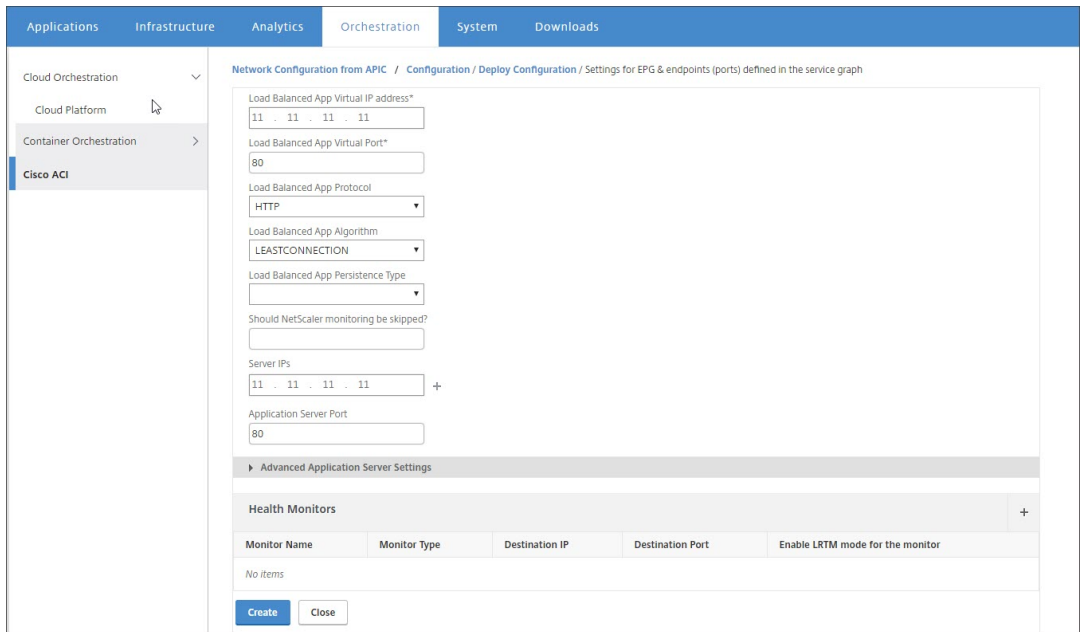 Applications Infrastructure Analytics Orchestration System Downloads
Cloud Orchestration
Cloud Platform
Container Orchestration
Cisco ACI
Network Configuration from APIC / Configuration / Deploy Configuration / Settings for EPG & endpoints (ports) defined in the service graph
Load Balanced App Virtual IP address*
11 . 11 . 11 . 11
Load Balanced App Virtual Port*
80
Load Balanced App Protocol
HTTP
Load Balanced App Algorithm
LEASTCONNECTION
Load Balanced App Persistence Type
Should NetScaler monitoring be skipped?
Server IPs
11 . 11 . 11 . 11 +
Application Server Port
80
Advanced Application Server Settings
Health Monitors +
Monitor Name Monitor Type Destination IP Destination Port Enable LRTM mode for the monitor
No items
Create Close